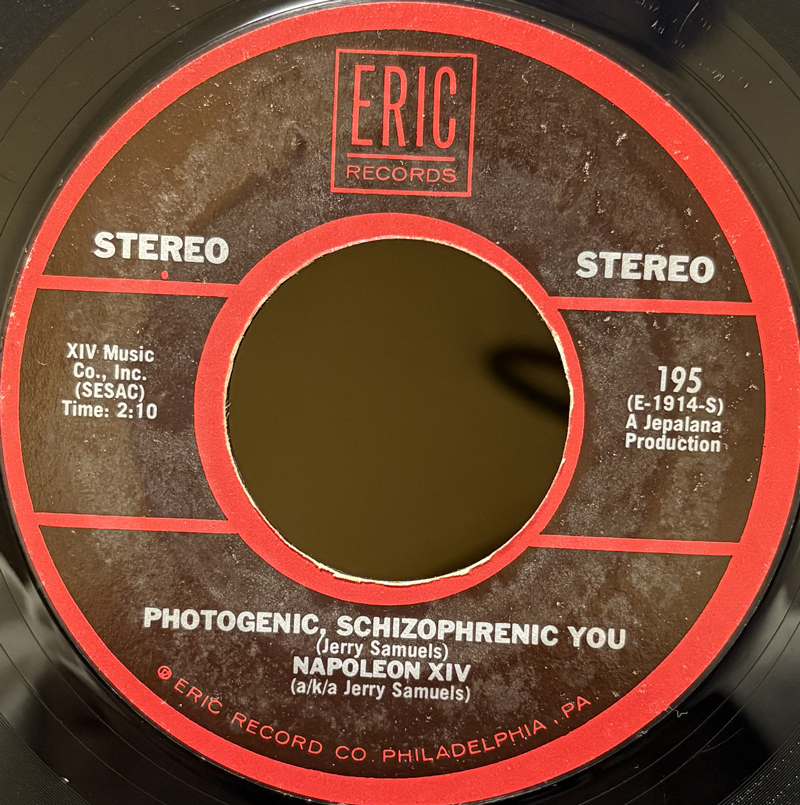 ERIC
RECORDS
STEREO
STEREO
XIV Music
Co., Inc.
(SESAC)
Time: 2:10
195
(E-1914-S)
A Jepalana
Production
PHOTOGENIC, SCHIZOPHRENIC YOU
(Jerry Samuels)
NAPOLEON XIV
(a/k/a Jerry Samuels)
℗ ERIC RECORD CO. PHILADELPHIA, PA.